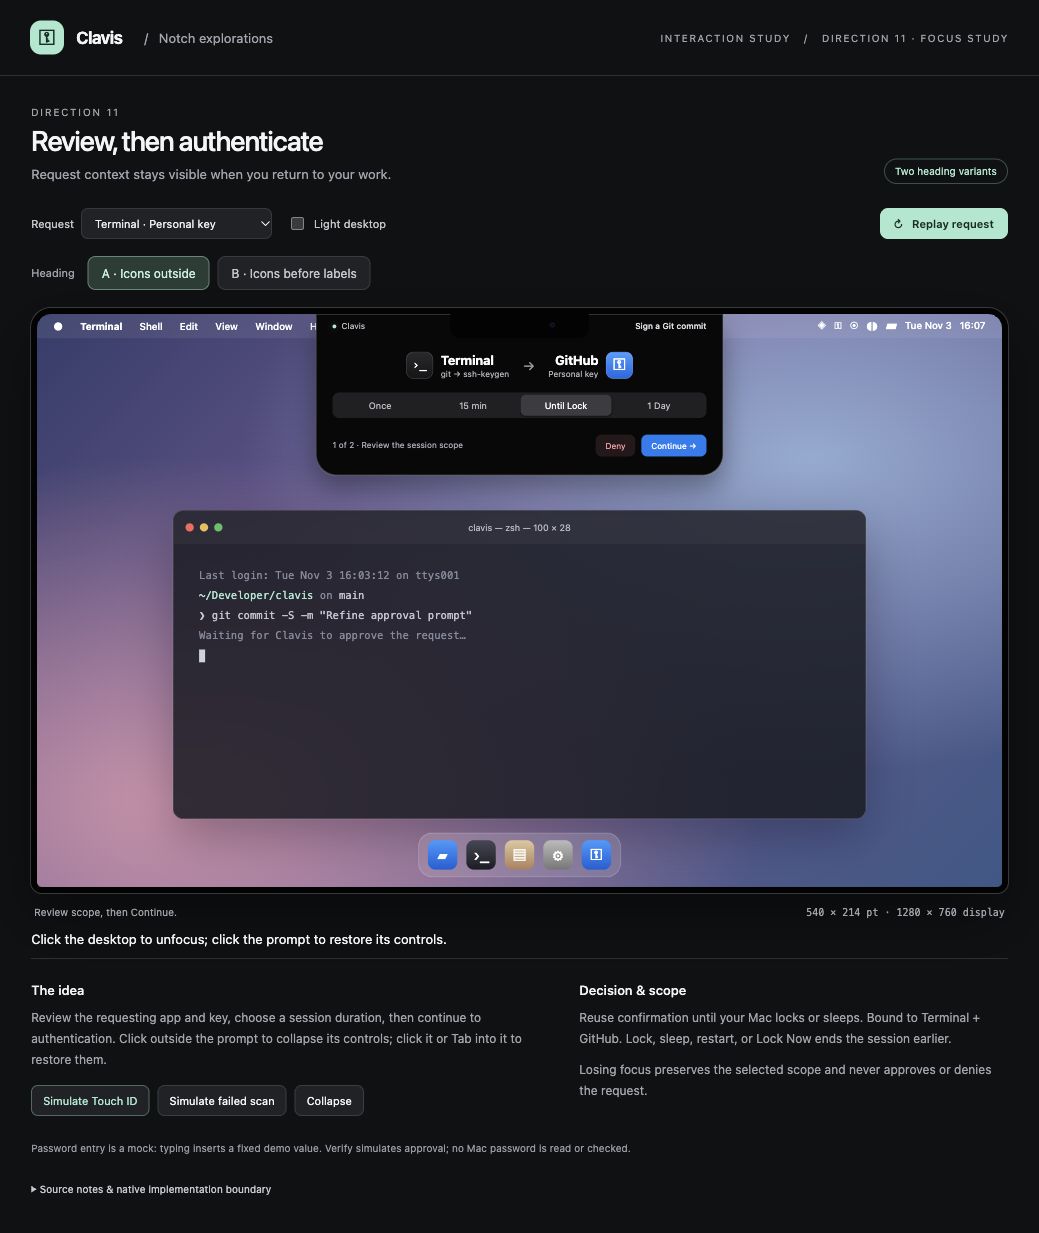 Clavis / Notch explorations
INTERACTION STUDY / DIRECTION 11 · FOCUS STUDY
DIRECTION 11
Review, then authenticate
Request context stays visible when you return to your work.
Two heading variants
Request Terminal · Personal key Light desktop
↻ Replay request
Heading A · Icons outside B · Icons before labels
Terminal Shell Edit View Window H
Clavis
Sign a Git commit
Tue Nov 3 16:07
›_ Terminal → GitHub
git → ssh-keygen Personal key
Once 15 min Until Lock 1 Day
1 of 2 · Review the session scope Deny Continue →
clavis — zsh — 100 × 28
Last login: Tue Nov 3 16:03:12 on ttys001
~/Developer/clavis on main
❯ git commit —S —m "Refine approval prompt"
Waiting for Clavis to approve the request…
›_
Review scope, then Continue.
540 × 214 pt · 1280 × 760 display
Click the desktop to unfocus; click the prompt to restore its controls.
The idea
Review the requesting app and key, choose a session duration, then continue to
authentication. Click outside the prompt to collapse its controls; click it or Tab into it to
restore them.
Simulate Touch ID Simulate failed scan Collapse
Decision & scope
Reuse confirmation until your Mac locks or sleeps. Bound to Terminal +
GitHub. Lock, sleep, restart, or Lock Now ends the session earlier.
Losing focus preserves the selected scope and never approves or denies
the request.
Password entry is a mock: typing inserts a fixed demo value. Verify simulates approval; no Mac password is read or checked.
Source notes & native implementation boundary